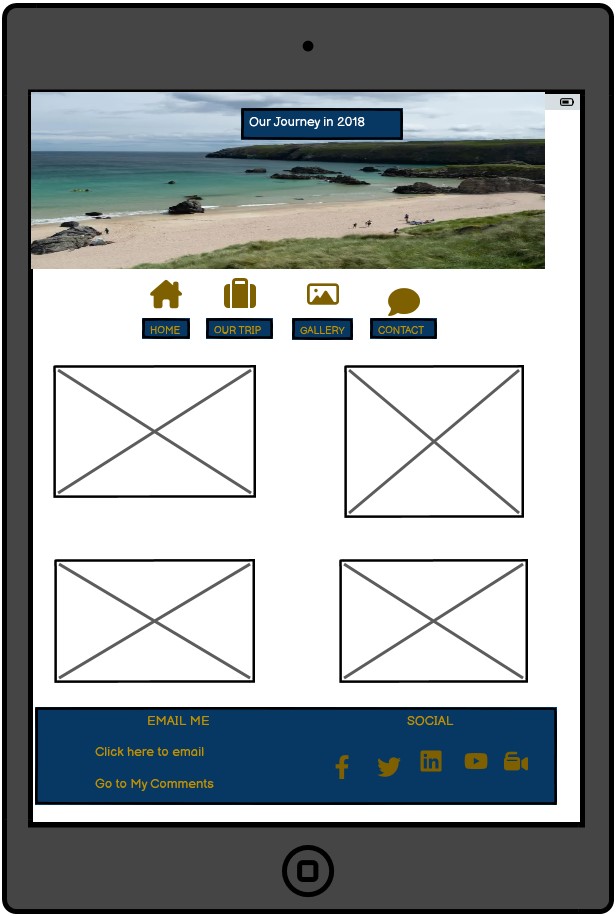 Our Journey in 2018
HOME
OUR TRIP
GALLERY
CONTACT
EMAIL ME
SOCIAL
Click here to email
Go to My Comments